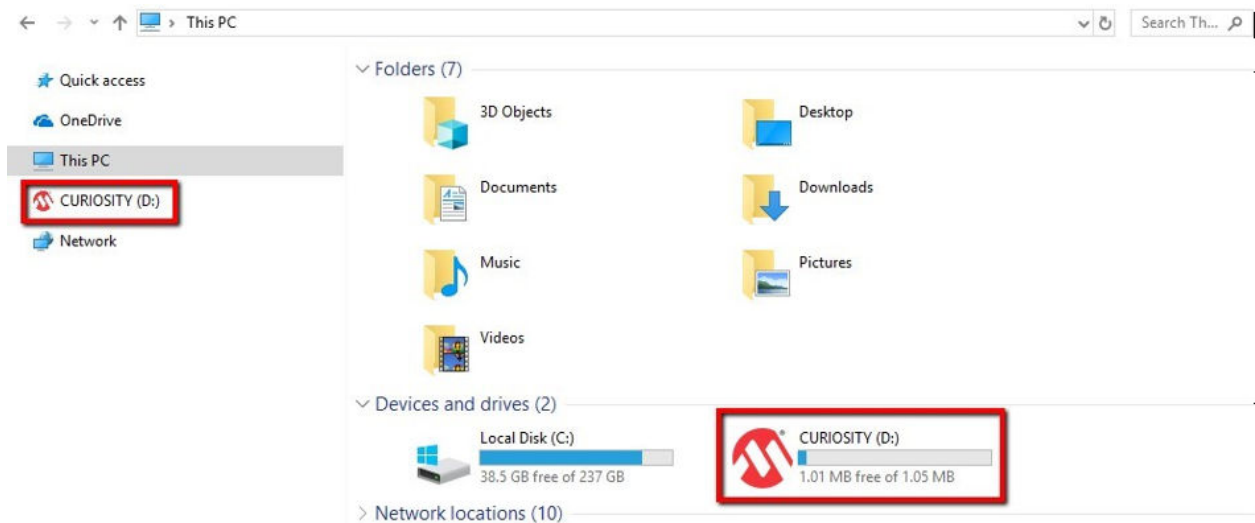 This PC
Search Th...
Quick access
OneDrive
This PC
CURIOSITY (D:)
Network
Folders (7)
3D Objects
Desktop
Documents
Downloads
Music
Pictures
Videos
Devices and drives (2)
Local Disk (C:)
38.5 GB free of 237 GB
CURIOSITY (D:)
1.01 MB free of 1.05 MB
Network locations (10)